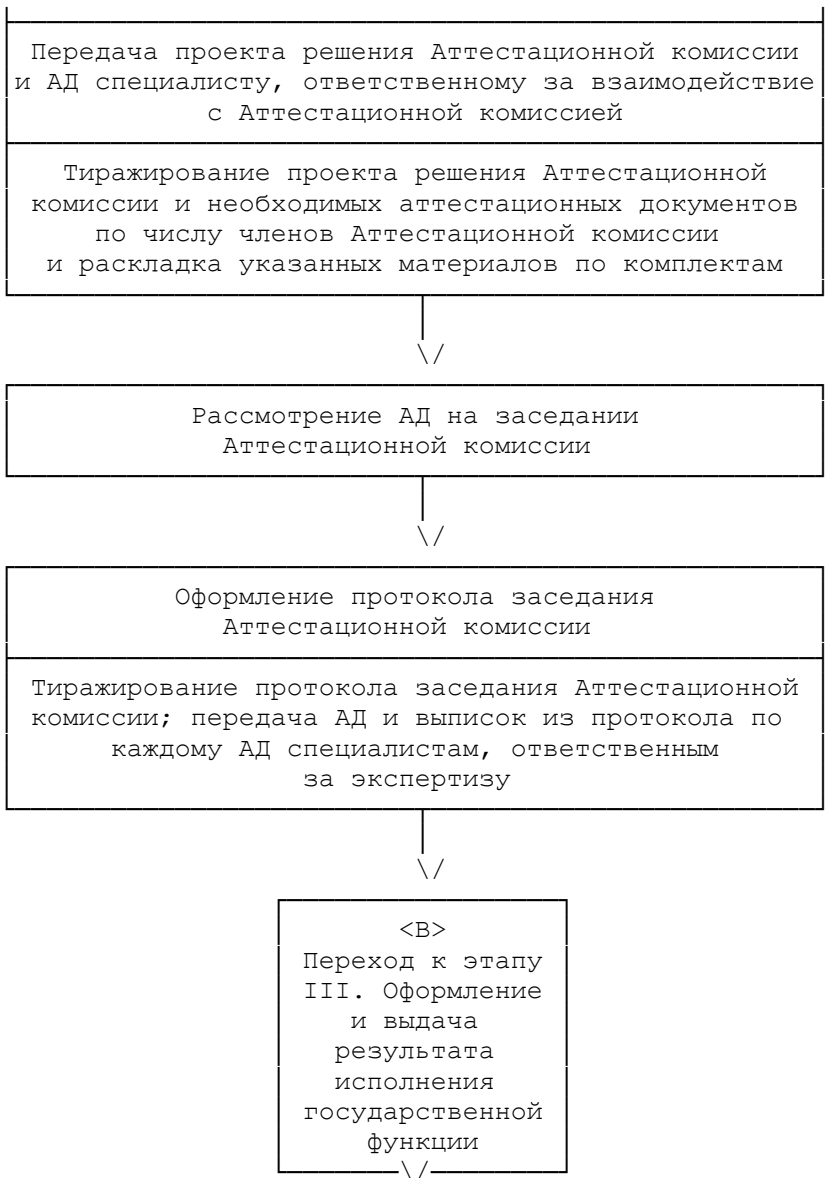 Передача проекта решения Аттестационной комиссии
и АД специалисту, ответственному за взаимодействие
с Аттестационной комиссией
Тиражирование проекта решения Аттестационной
комиссии и необходимых аттестационных документов
по числу членов Аттестационной комиссии
и раскладка указанных материалов по комплектам
\/
Рассмотрение АД на заседании
Аттестационной комиссии
\/
Оформление протокола заседания
Аттестационной комиссии
Тиражирование протокола заседания Аттестационной
комиссии; передача АД и выписок из протокола по
каждому АД специалистам, ответственным
за экспертизу
\/
<В>
Переход к этапу
III. Оформление
и выдача
результата
исполнения
государственной
функции
\/